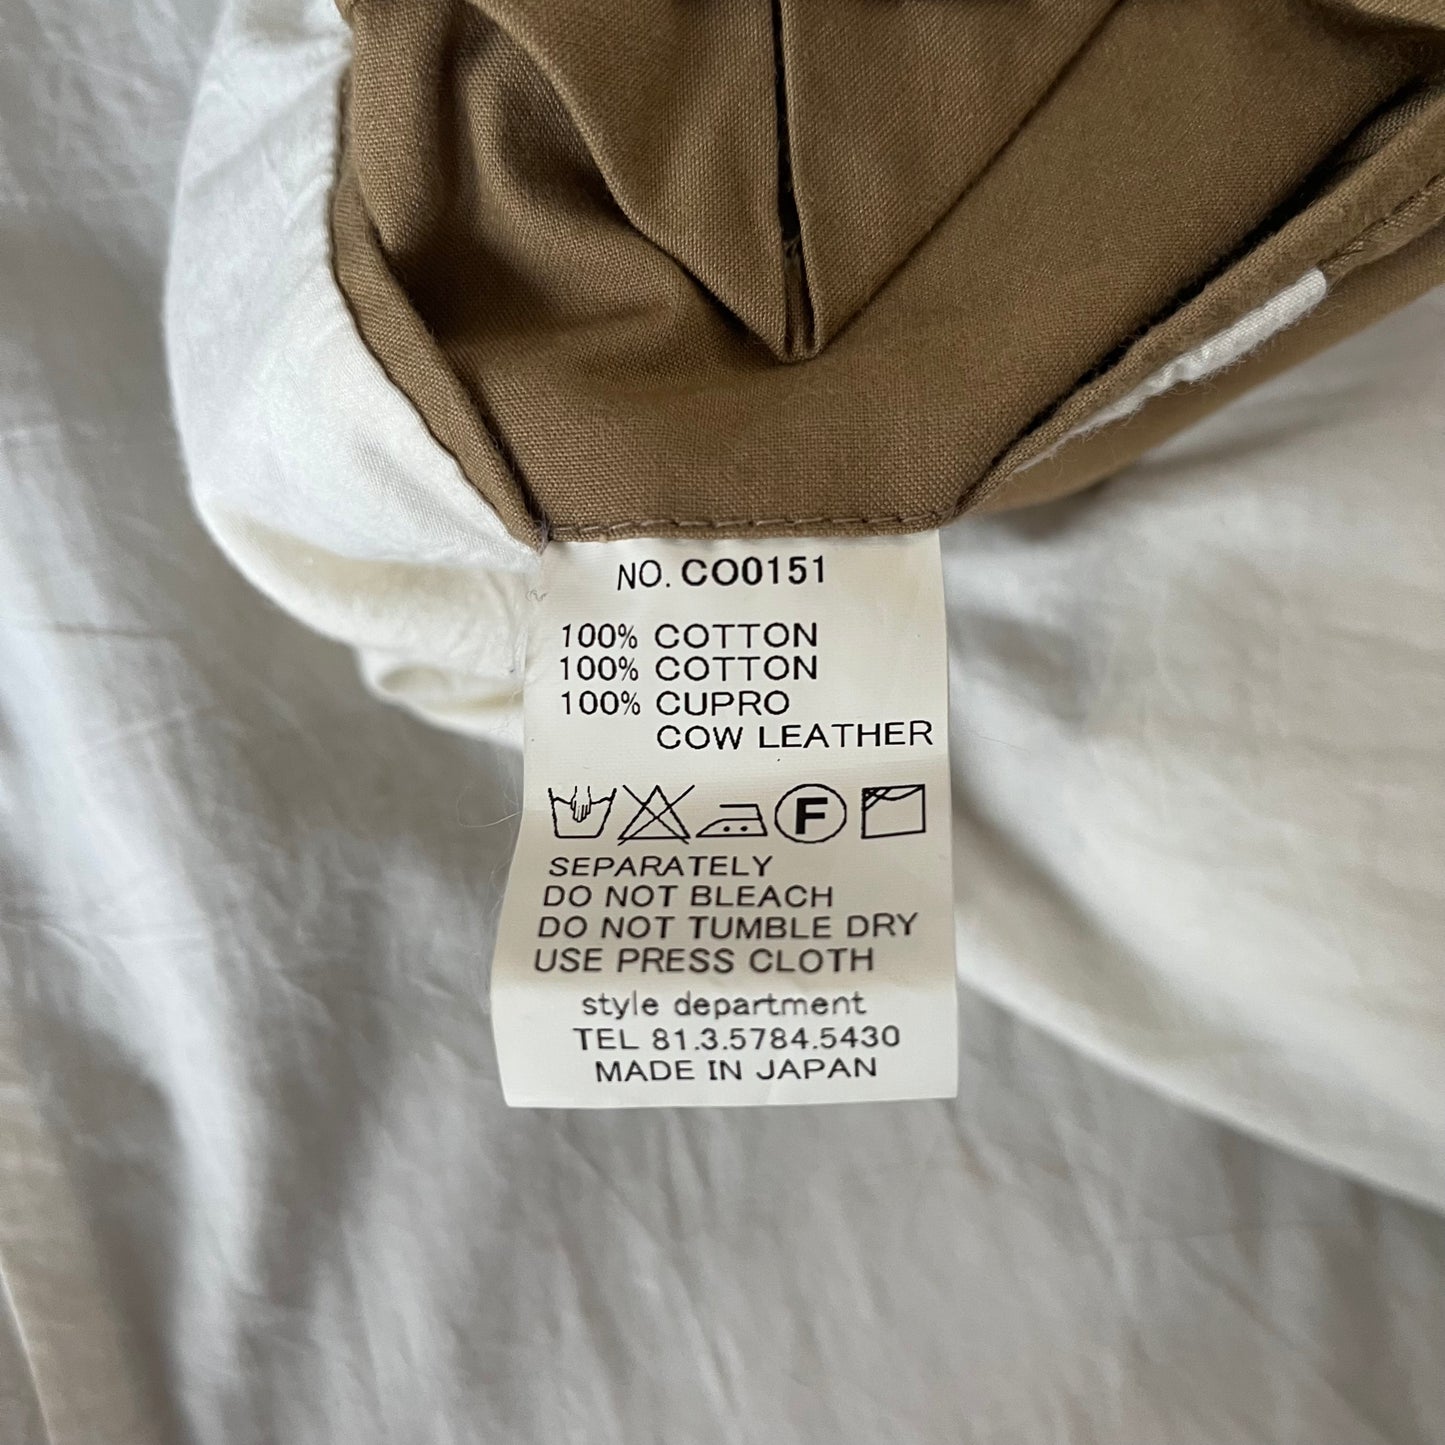 NO. CO0151
100% COTTON
100% COTTON
100% CUPRO
COW LEATHER
F
SEPARATELY
DO NOT BLEACH
DO NOT TUMBLE DRY
USE PRESS CLOTH
style department
TEL 81.3.5784.5430
MADE IN JAPAN